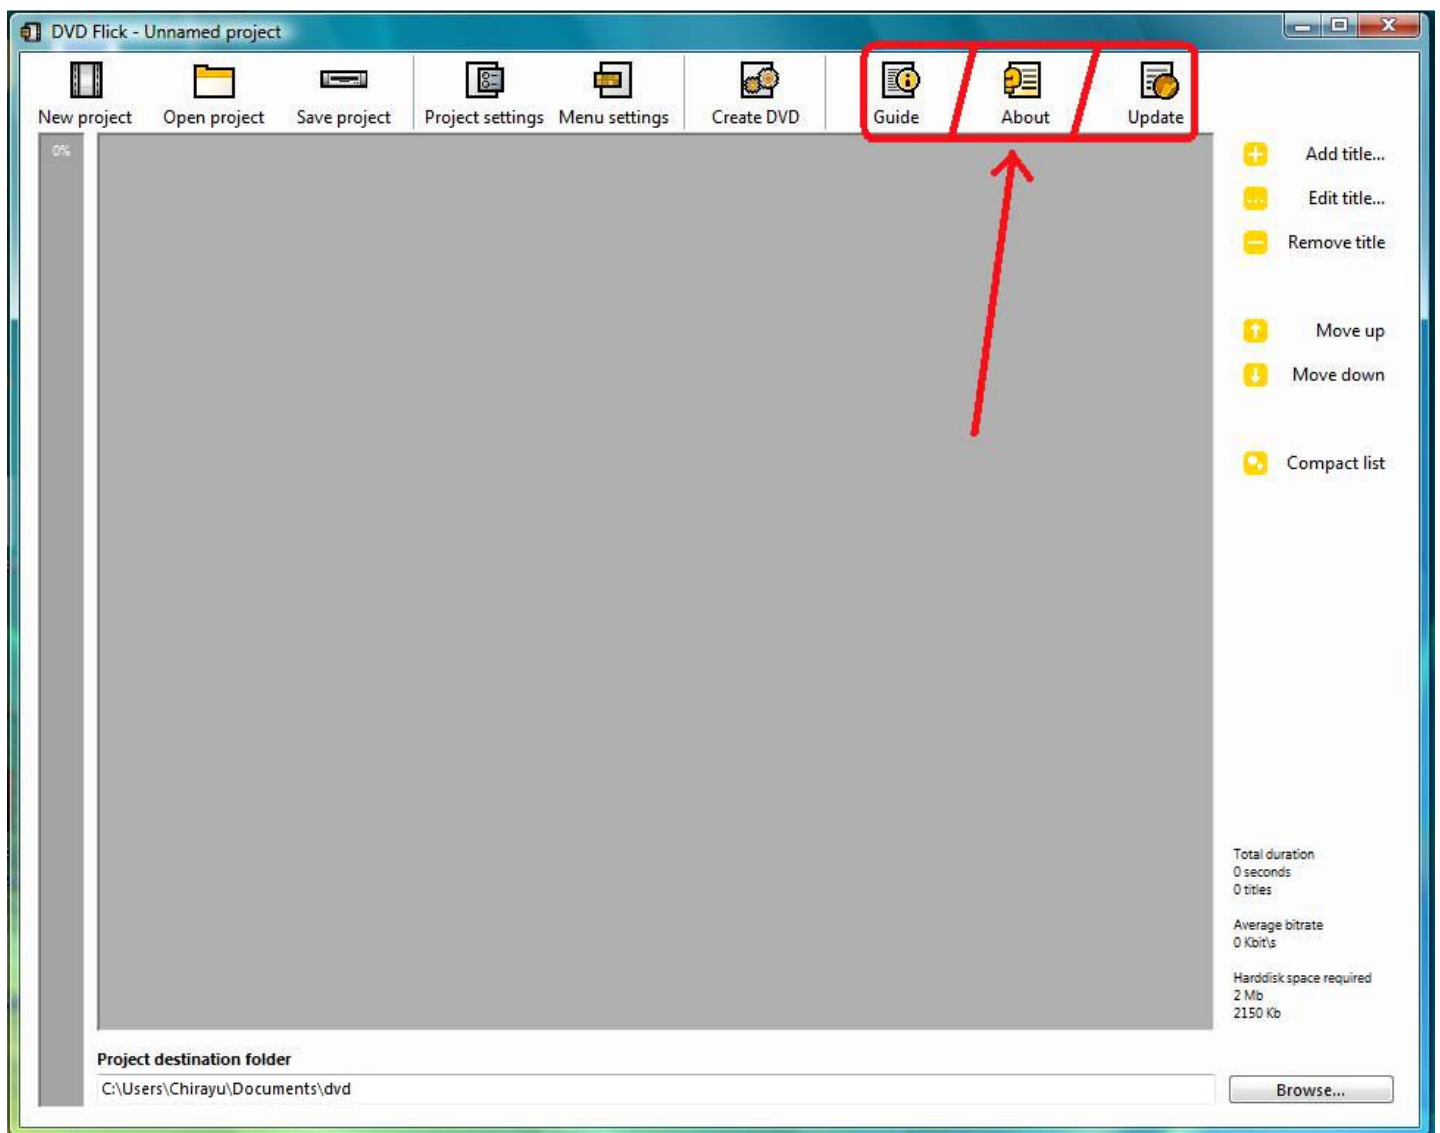 DVD Flick - Unnamed project
New project Open project Save project Project settings Menu settings Create DVD Guide About Update
0%
Add title...
Edit title...
Remove title
Move up
Move down
Compact list
Total duration
0 seconds
0 titles
Average bitrate
0 Kbit\s
Harddisk space required
2 Mb
2150 Kb
Project destination folder
C:\Users\Chirayu\Documents\dvd
Browse...